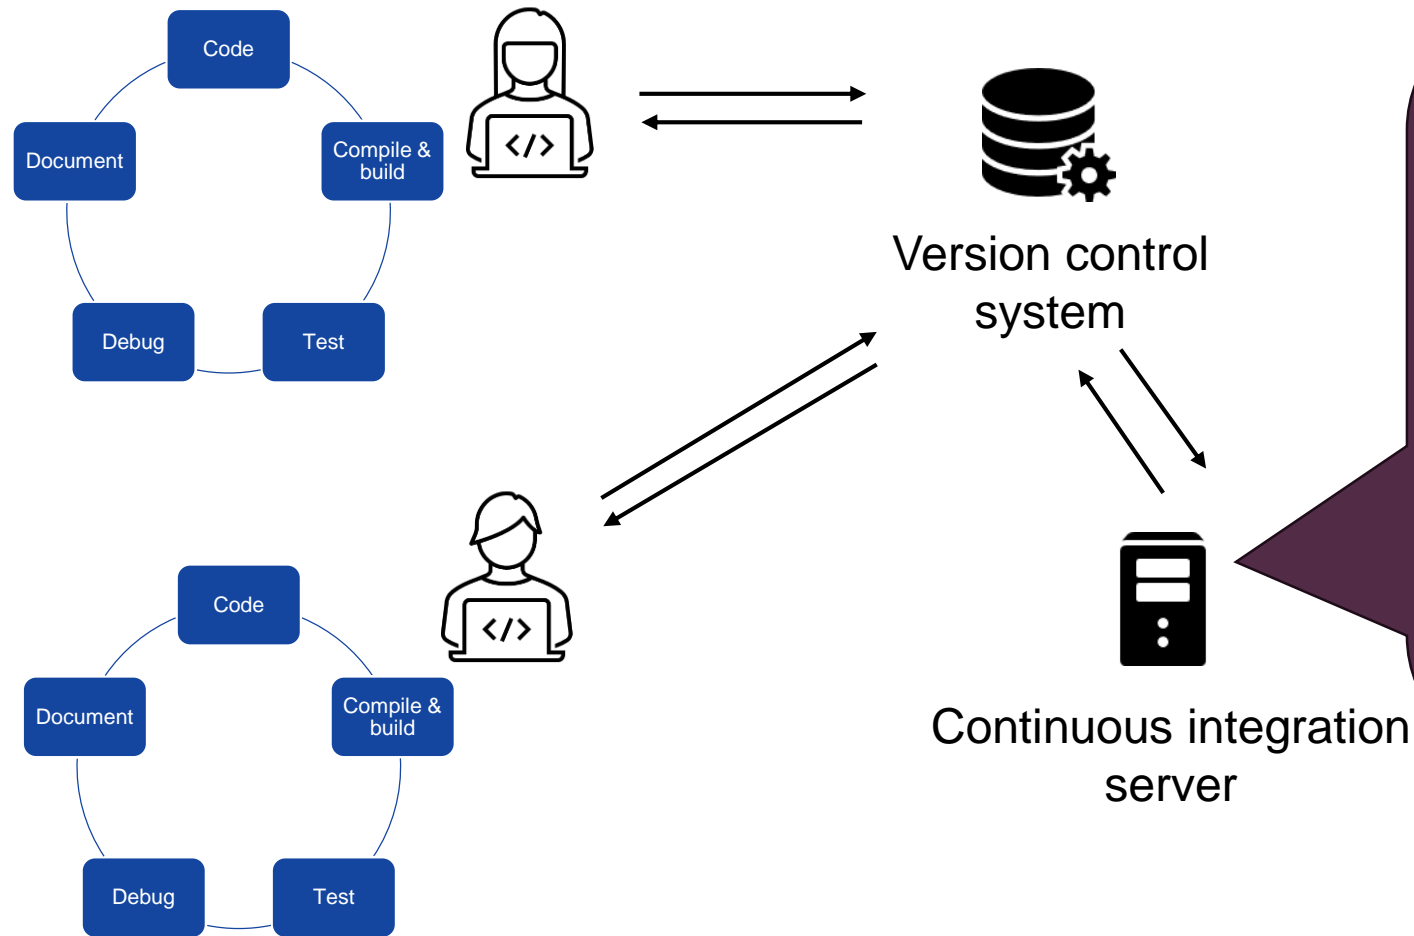 Code
Document
Compile &
build
Debug
Test
</>
Version control
system
</>
Code
Document
Compile &
build
Debug
Test
Continuous integration
server